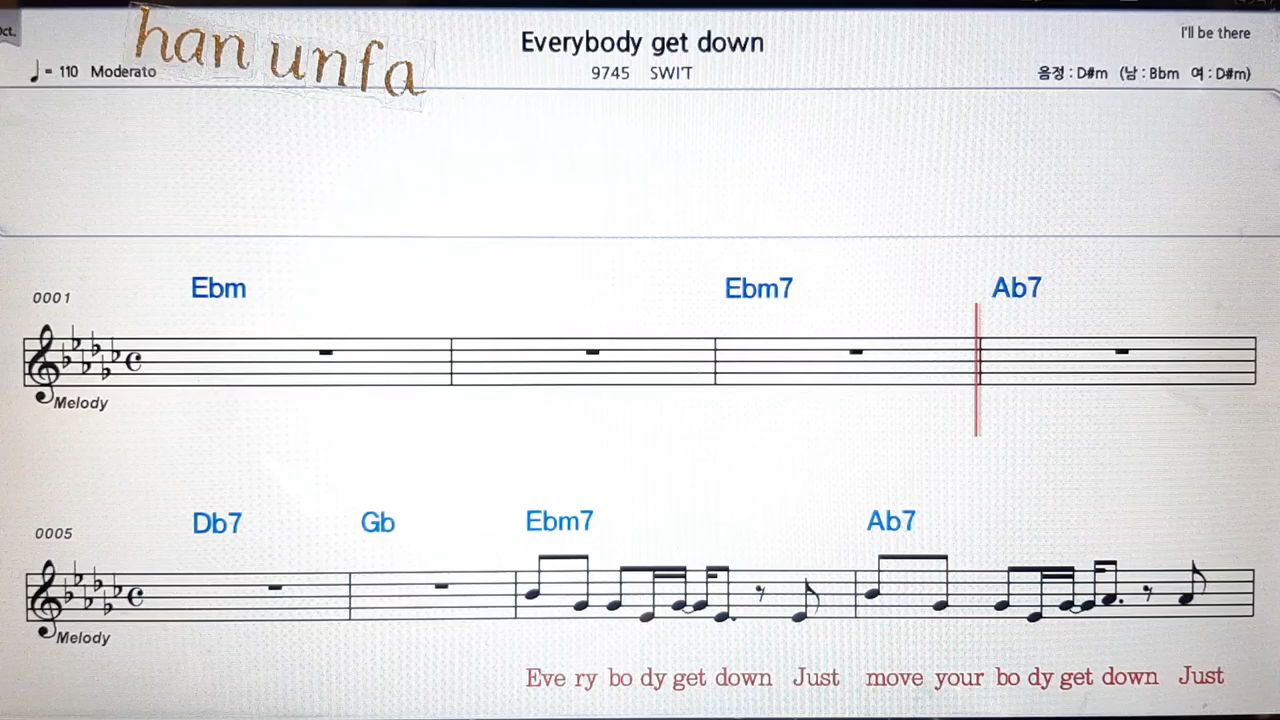 Oct.
han unfa
Everybody get down
I'll be there
♩= 110 Moderato
9745 SWI'T
음정 : D#m (남 : Bbm 여 : D#m)
Ebm Ebm7 Ab7
0001
Melody
Db7 Gb Ebm7 Ab7
0005
Melody
Eve ry bo dy get down Just move your bo dy get down Just